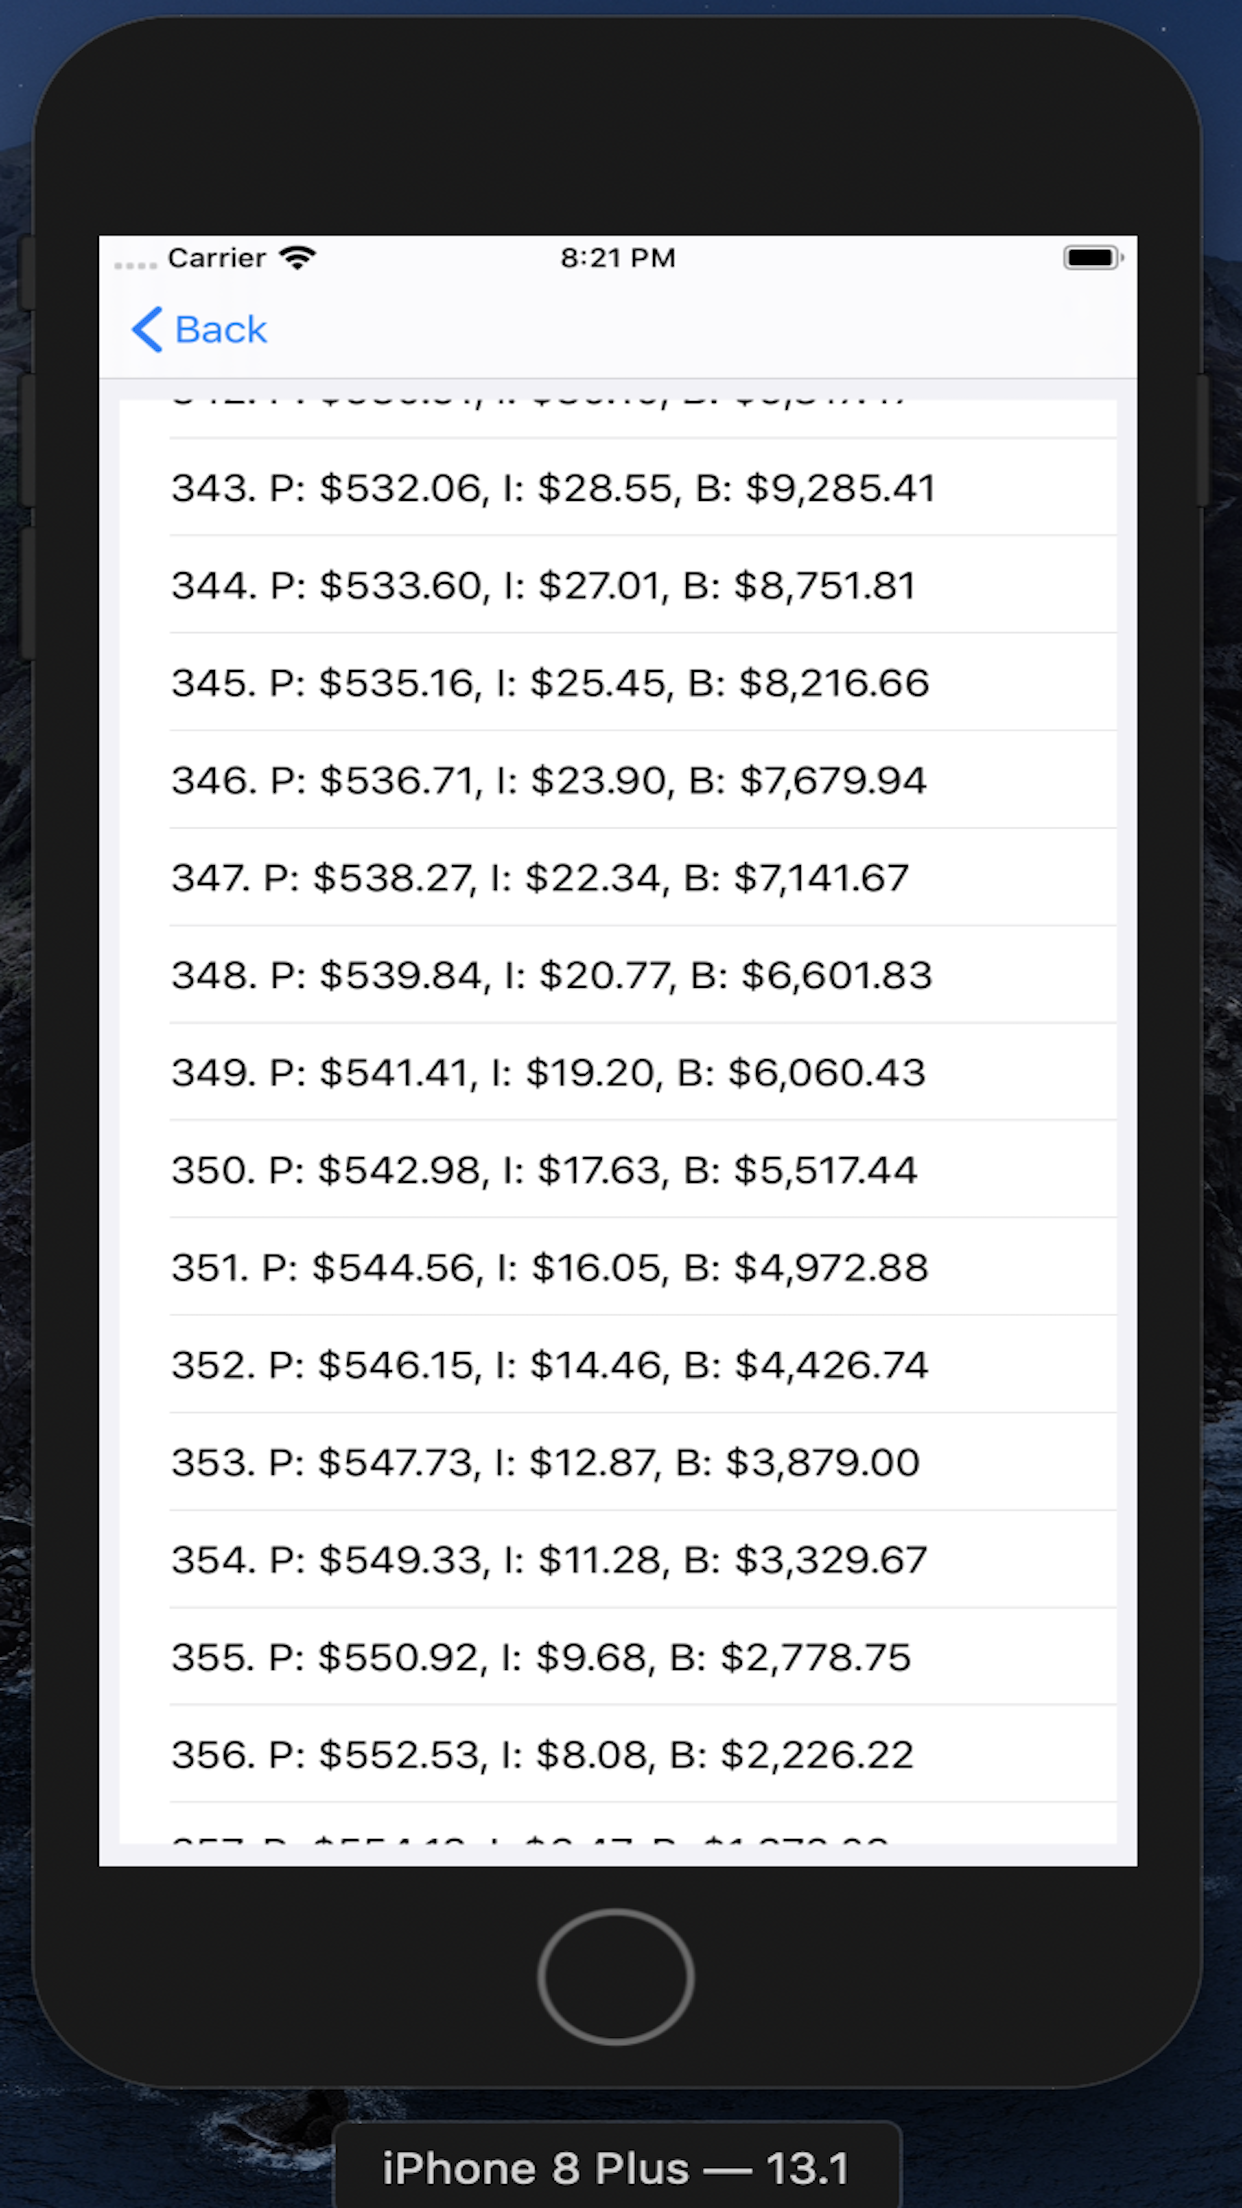 Carrier 8:21 PM
Back
343. P: $532.06, I: $28.55, B: $9,285.41
344. P: $533.60, I: $27.01, B: $8,751.81
345. P: $535.16, I: $25.45, B: $8,216.66
346. P: $536.71, I: $23.90, B: $7,679.94
347. P: $538.27, I: $22.34, B: $7,141.67
348. P: $539.84, I: $20.77, B: $6,601.83
349. P: $541.41, I: $19.20, B: $6,060.43
350. P: $542.98, I: $17.63, B: $5,517.44
351. P: $544.56, I: $16.05, B: $4,972.88
352. P: $546.15, I: $14.46, B: $4,426.74
353. P: $547.73, I: $12.87, B: $3,879.00
354. P: $549.33, I: $11.28, B: $3,329.67
355. P: $550.92, I: $9.68, B: $2,778.75
356. P: $552.53, I: $8.08, B: $2,226.22
iPhone 8 Plus — 13.1